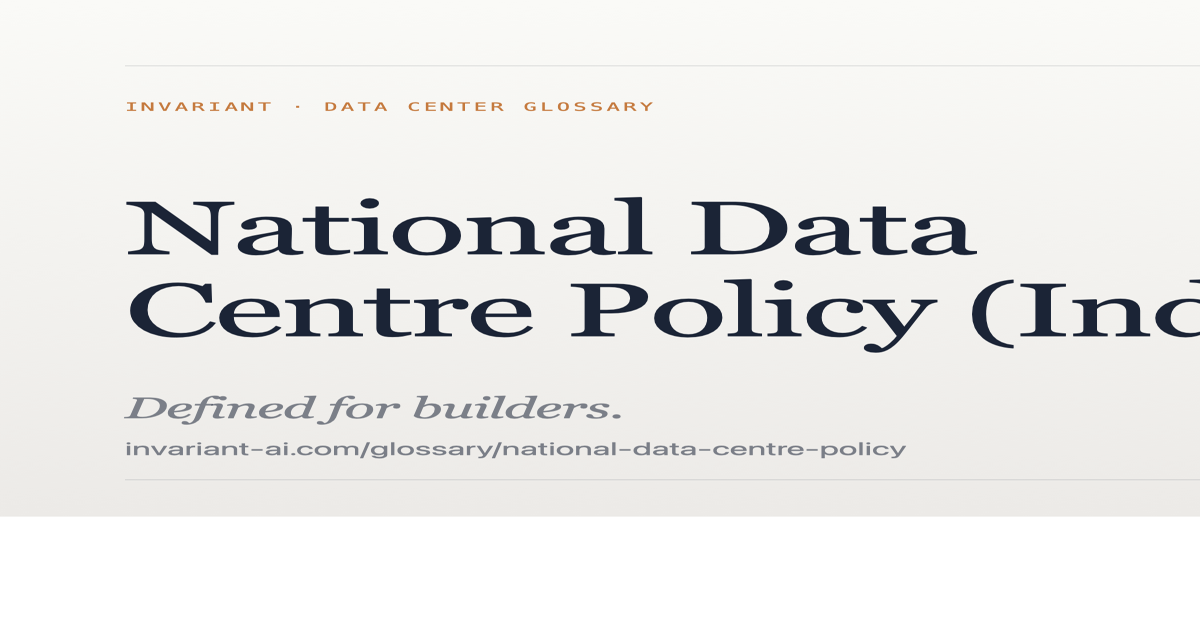 INVARIANT · DATA CENTER GLOSSARY
National Data
Centre Policy (Ind
Defined for builders.
invariant-ai.com/glossary/national-data-centre-policy